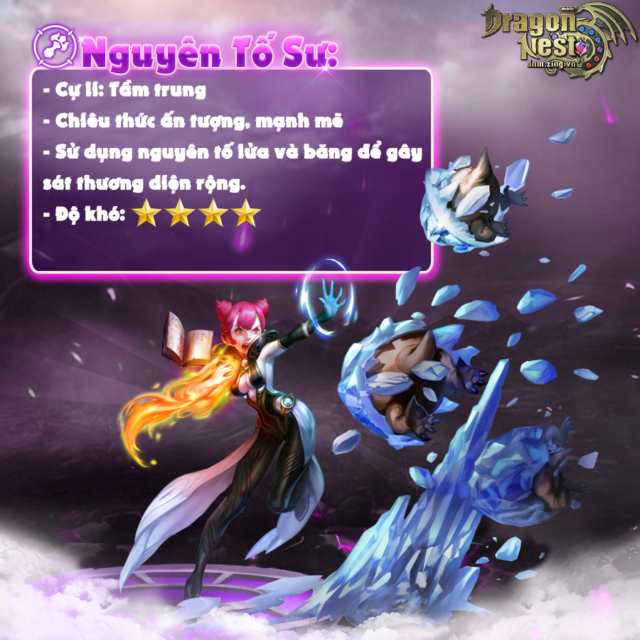 Dragon
Nest
dnm.zing.vn
Nguyên Tố Sư:
- Cự li: Tầm trung
- Chiêu thức ấn tượng, mạnh mẽ
- Sử dụng nguyên tố lửa và băng để gây
sát thương diện rộng.
- Độ khó: